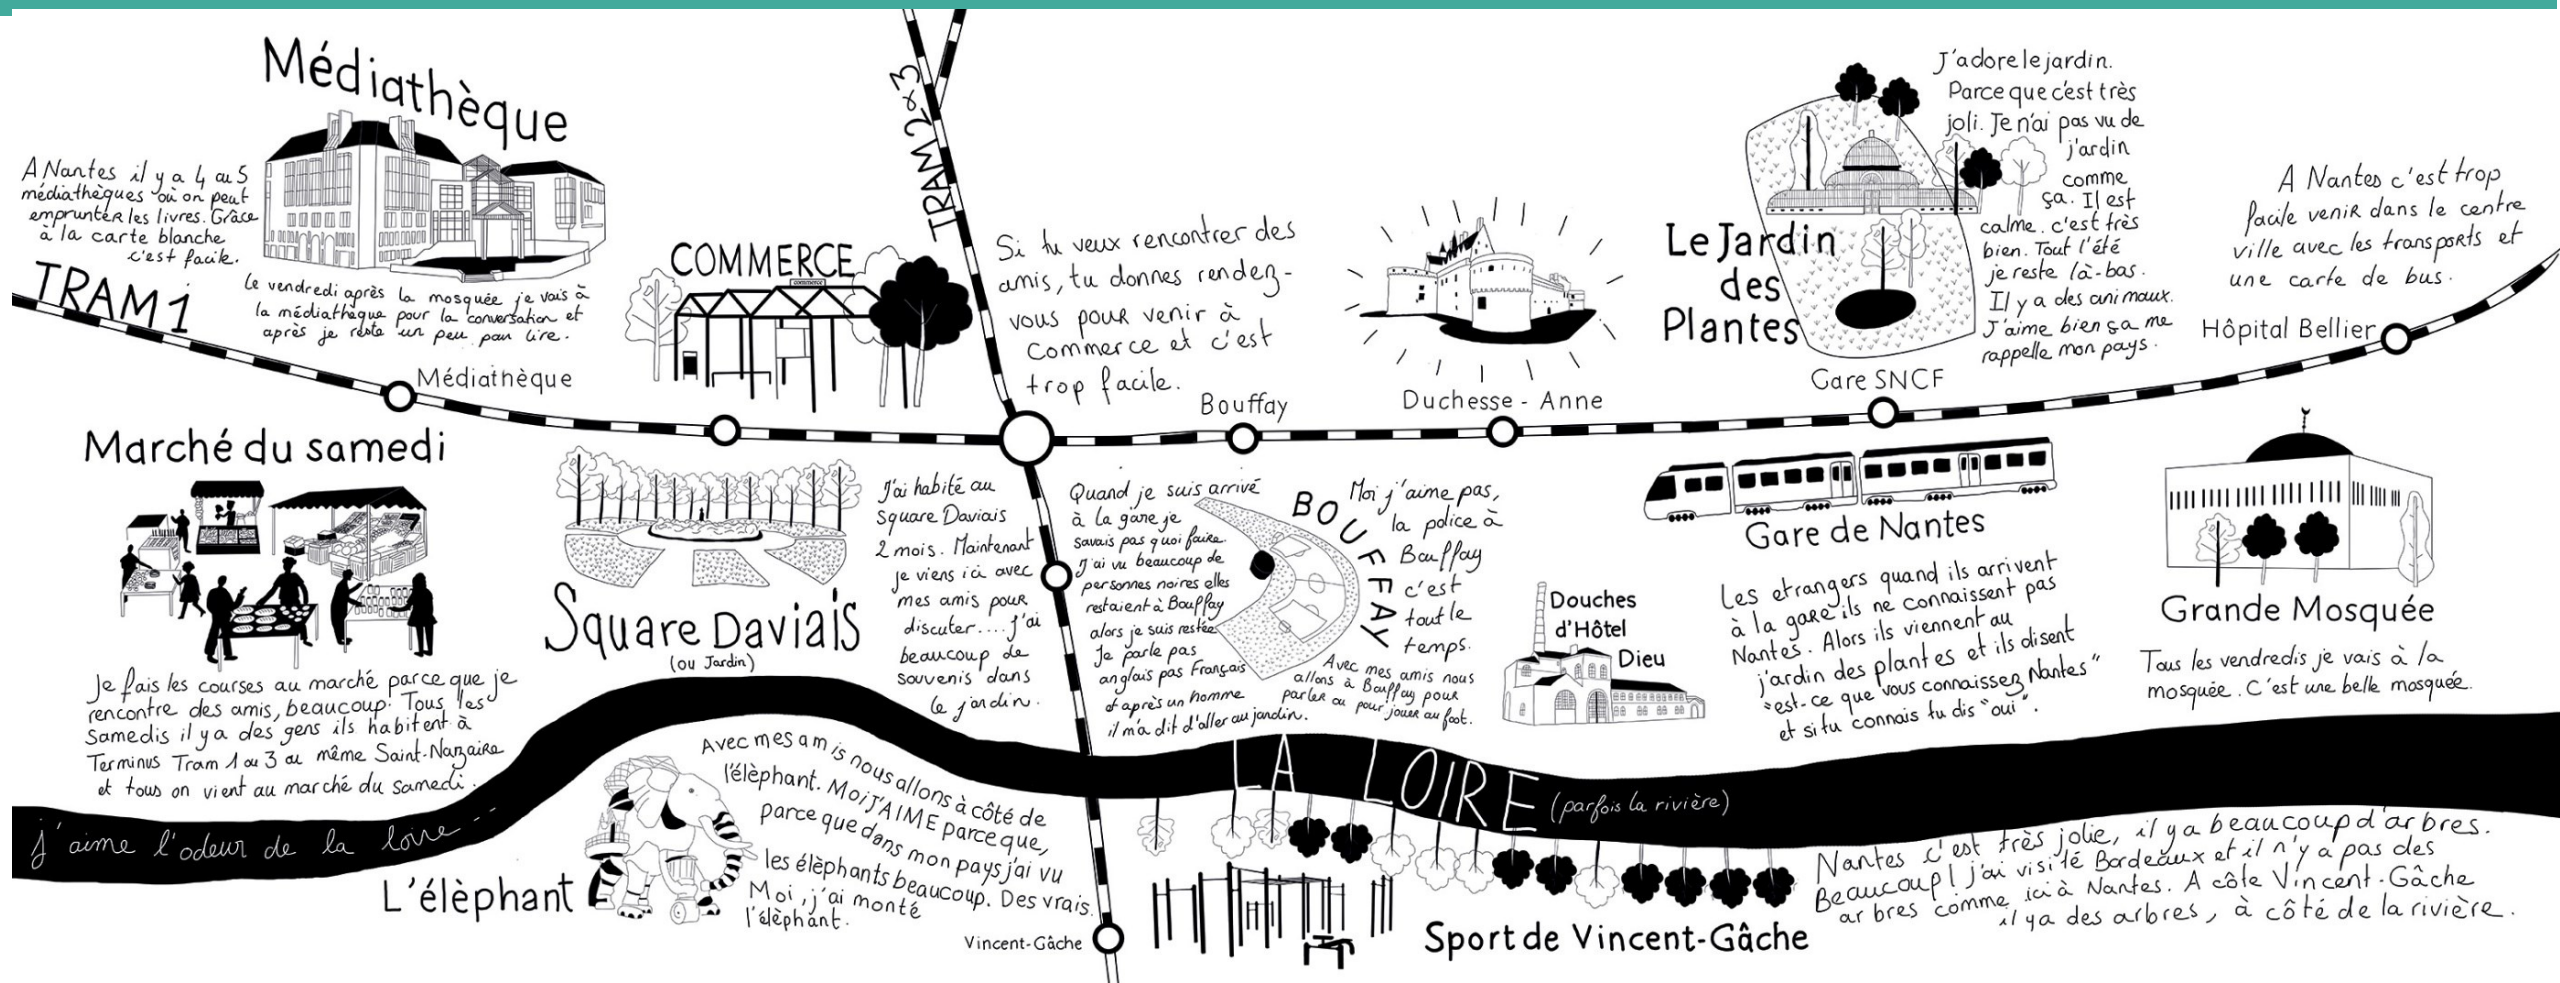 Médiathèque
A Nantes il y a 4 ou 5
médiathèques où on peut
emprunter les livres. Grâce
à la carte blanche
c'est facile.
Le vendredi après la mosquée je vais à
la médiathèque pour la conversation et
après je reste un peu pour lire.
TRAM 1
Médiathèque
COMMERCE
commerce
TRAM 2&3
Si tu veux rencontrer des
amis, tu donnes rendez-
vous pour venir à
Commerce et c'est
trop facile.
Bouffay
Duchesse - Anne
Le Jardin
des
Plantes
J'adore le jardin.
Parce que c'est très
joli. Je n'ai pas vu de
j'ardin
comme
ça. Il est
calme. c'est très
bien. Tout l'été
je reste là-bas.
Il y a des animaux.
J'aime bien ça me
rappelle mon pays.
Gare SNCF
A Nantes c'est trop
facile venir dans le centre
ville avec les transports et
une carte de bus.
Hôpital Bellier
Marché du samedi
Je fais les courses au marché parce que je
rencontre des amis, beaucoup. Tous les
Samedis il y a des gens ils habitent à
Terminus Tram 1 ou 3 ou même Saint-Nazaire
et tous on vient au marché du samedi.
Square Daviais
(ou Jardin)
J'ai habité au
Square Daviais
2 mois. Maintenant
je viens ici avec
mes amis pour
discuter.... j'ai
beaucoup de
souvenis dans
le jardin.
Quand je suis arrivé
à la gare je
savais pas quoi faire.
J'ai vu beaucoup de
personnes noires elles
restaient à Bouffay
alors je suis restée
Je parle pas
anglais pas Français
et après un homme
il m'a dit d'aller au jardin.
BOUFFAY
Moi j'aime pas,
la police à
Bouffay
c'est
tout le
temps.
Avec mes amis nous
allons à Bouffay pour
parler ou pour jouer au foot.
Douches
d'Hôtel
Dieu
Gare de Nantes
Les etrangers quand ils arrivent
à la gare ils ne connaissent pas
Nantes. Alors ils viennent au
j'ardin des plantes et ils disent
"est-ce que vous connaissez Nantes"
et si tu connais tu dis "oui".
Grande Mosquée
Tous les vendredis je vais à la
mosquée. C'est une belle mosquée.
LA LOIRE (parfois la rivière)
j'aime l'odeur de la loire --
L'élèphant
Avec mes amis nous allons à côté de
l'élèphant. Moi J'AIME parce que,
parce que dans mon pays j'ai vu
les élèphants beaucoup. Des vrais.
Moi, j'ai monté
l'élèphant.
Vincent-Gâche
Sport de Vincent-Gâche
Nantes c'est très jolie, il y a beaucoup d'arbres.
Beaucoup! j'ai visité Bordeaux et il n'y a pas des
arbres comme ici à Nantes. A côte Vincent-Gâche
il y a des arbres, à côté de la rivière.